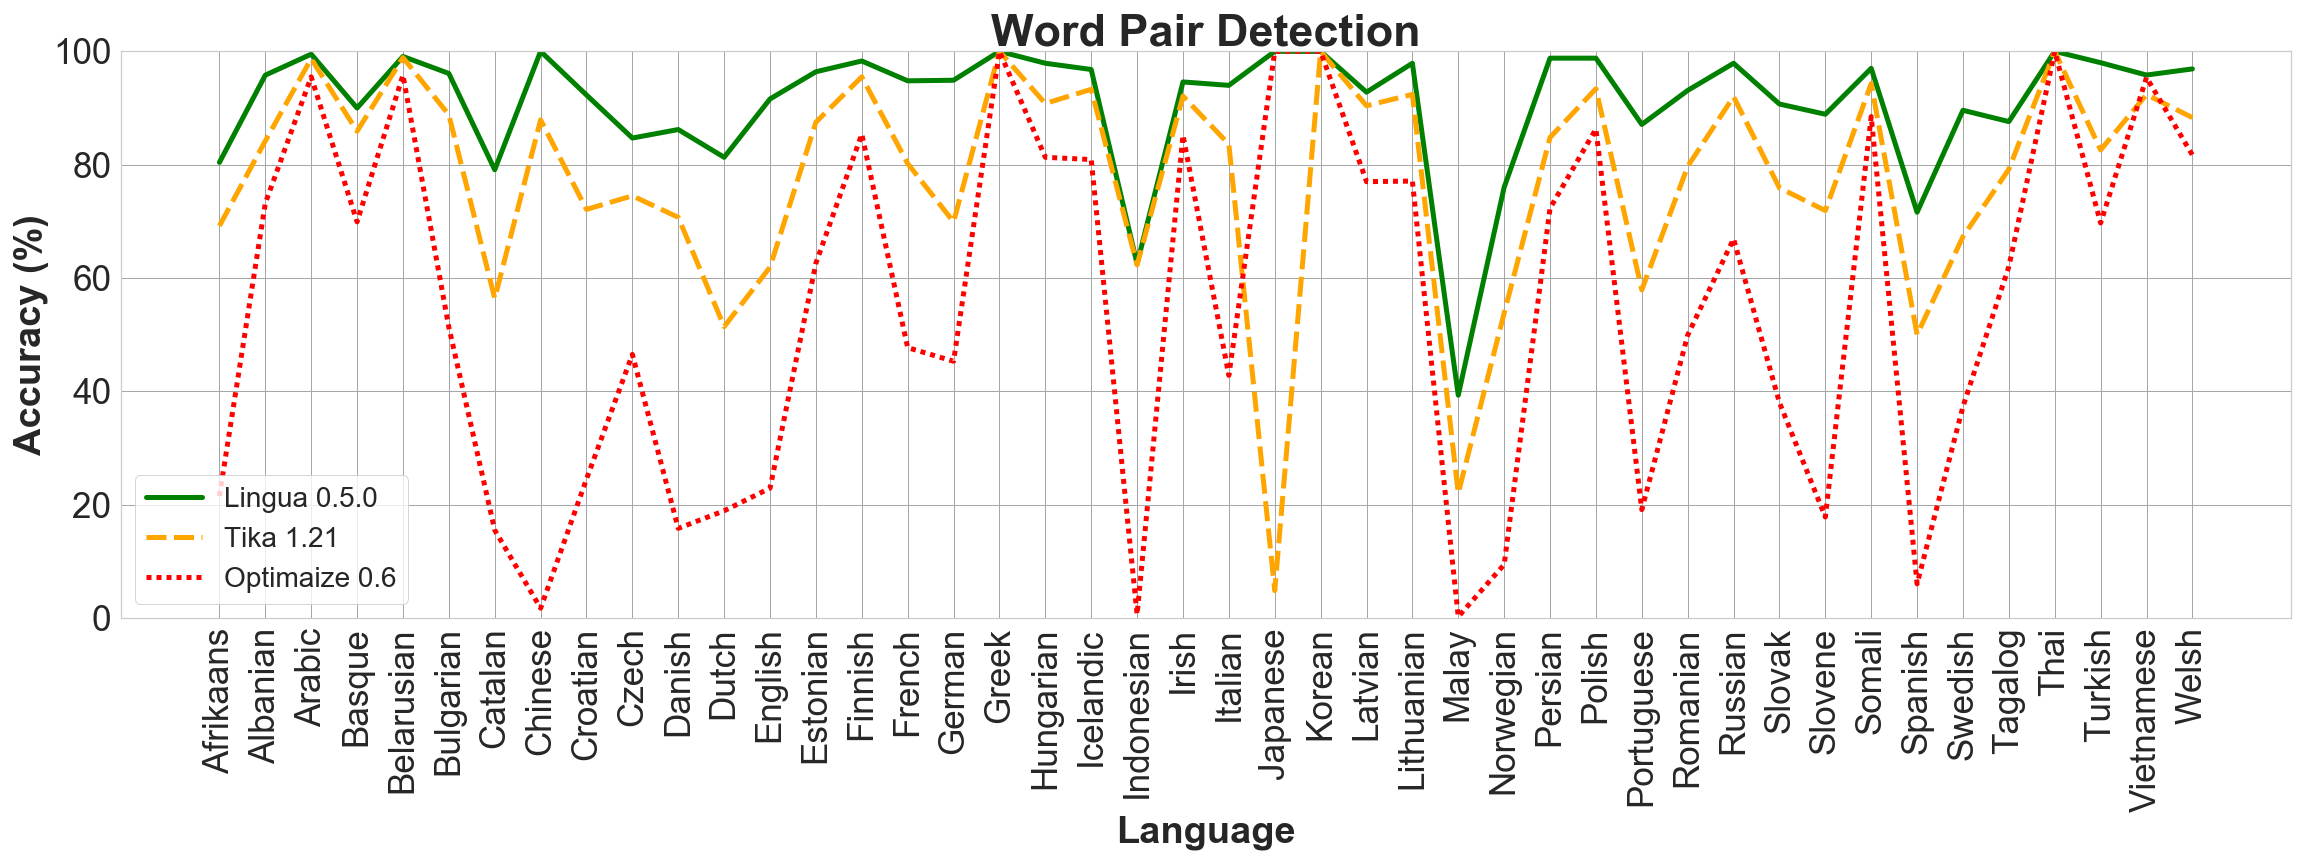 Word Pair Detection
Accuracy (%)
100
80
60
40
20
0
Lingua 0.5.0
Tika 1.21
Optimaize 0.6
Afrikaans
Albanian
Arabic
Basque
Belarusian
Bulgarian
Catalan
Chinese
Croatian
Czech
Danish
Dutch
English
Estonian
Finnish
French
German
Greek
Hungarian
Icelandic
Indonesian
Irish
Italian
Japanese
Korean
Latvian
Lithuanian
Malay
Norwegian
Persian
Polish
Portuguese
Romanian
Russian
Slovak
Slovene
Somali
Spanish
Swedish
Tagalog
Thai
Turkish
Vietnamese
Welsh
Language